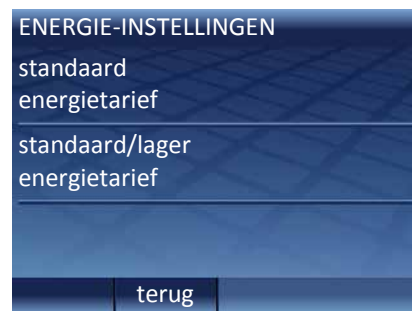 ENERGIE-INSTELLINGEN
standaard
energietarief
standaard/lager
energietarief
terug